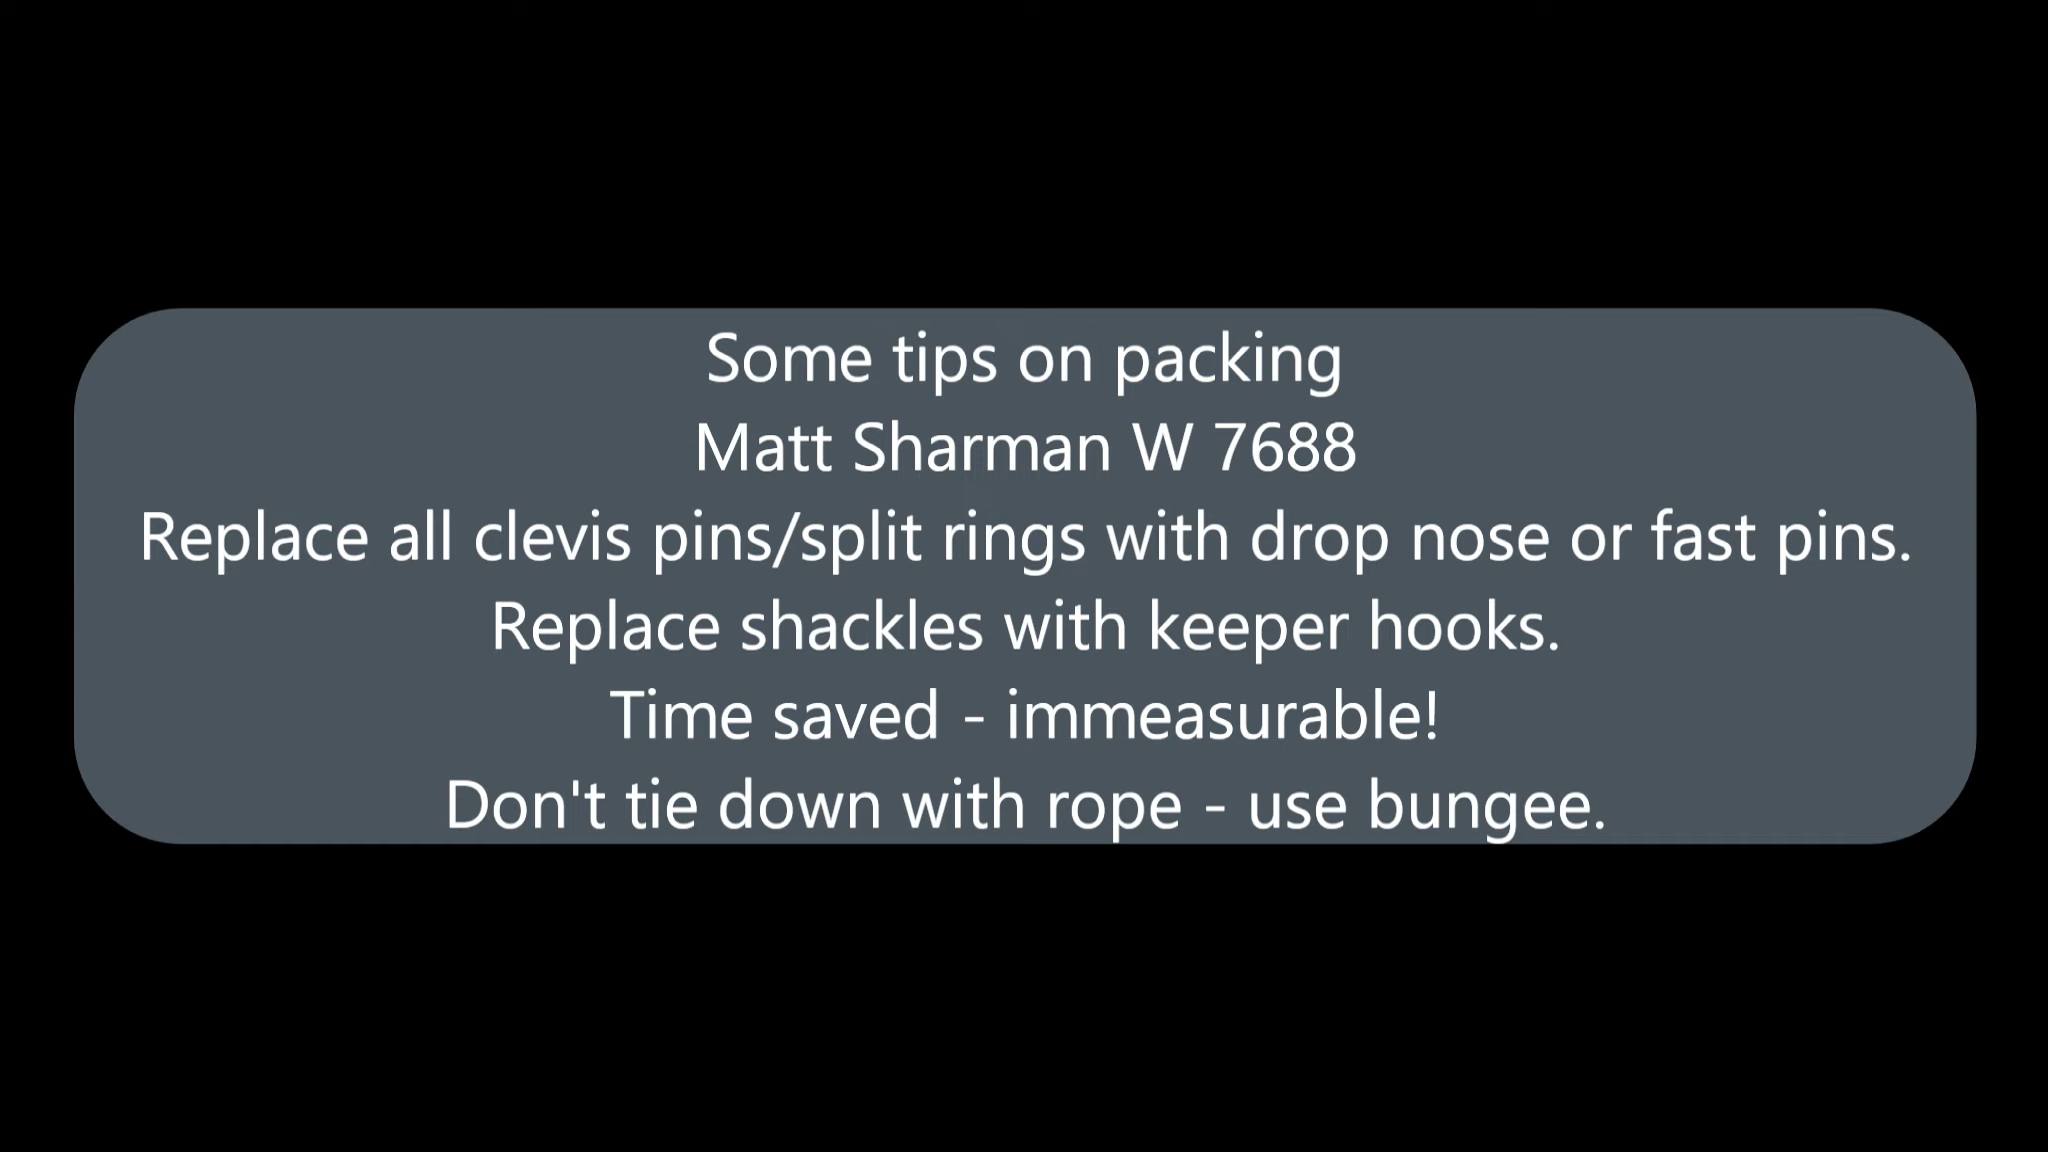 Some tips on packing
Matt Sharman W 7688
Replace all clevis pins/split rings with drop nose or fast pins.
Replace shackles with keeper hooks.
Time saved - immeasurable!
Don't tie down with rope - use bungee.